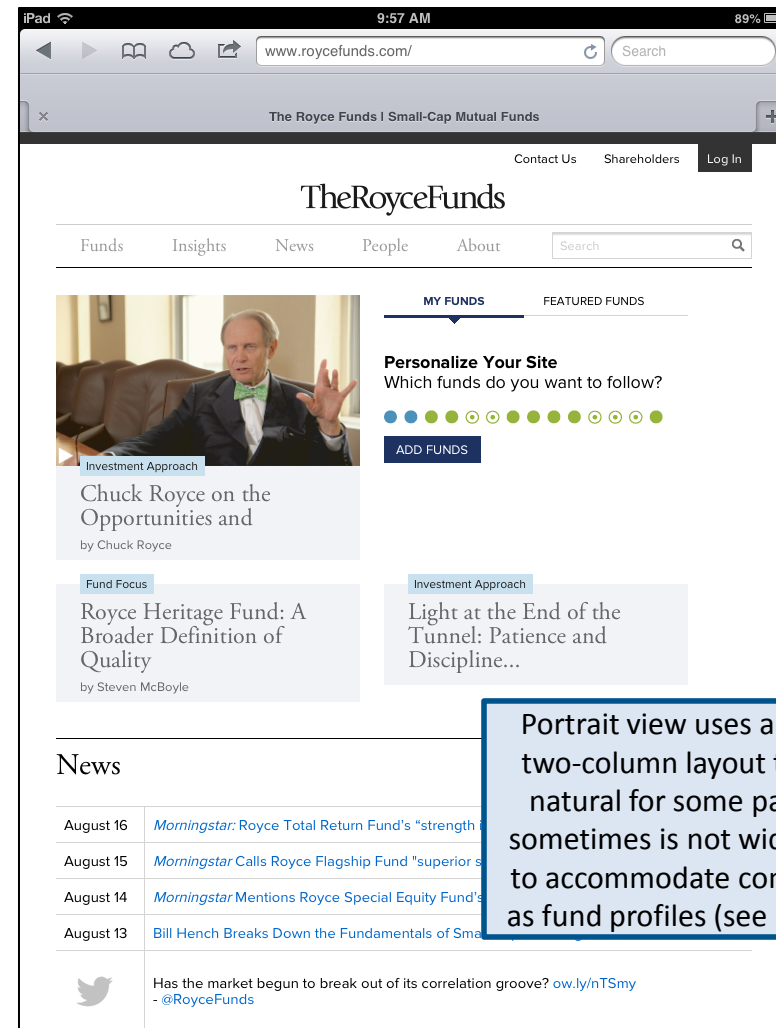 iPad 9:57 AM 89%
www.roycefunds.com/ Search
The Royce Funds | Small-Cap Mutual Funds
Contact Us Shareholders Log In
TheRoyceFunds
Funds Insights News People About Search
MY FUNDS FEATURED FUNDS
Personalize Your Site
Which funds do you want to follow?
ADD FUNDS
Investment Approach
Chuck Royce on the
Opportunities and
by Chuck Royce
Fund Focus
Royce Heritage Fund: A
Broader Definition of
Quality
by Steven McBoyle
Investment Approach
Light at the End of the
Tunnel: Patience and
Discipline...
Portrait view uses a
two-column layout
natural for some
sometimes is not
to accommodate
as fund profiles (see
News
August 16 Morningstar: Royce Total Return Fund's “strength
August 15 Morningstar Calls Royce Flagship Fund "superior
August 14 Morningstar Mentions Royce Special Equity Fund's
August 13 Bill Hench Breaks Down the Fundamentals of
Has the market begun to break out of its correlation groove? ow.ly/nTSmy
- @RoyceFunds